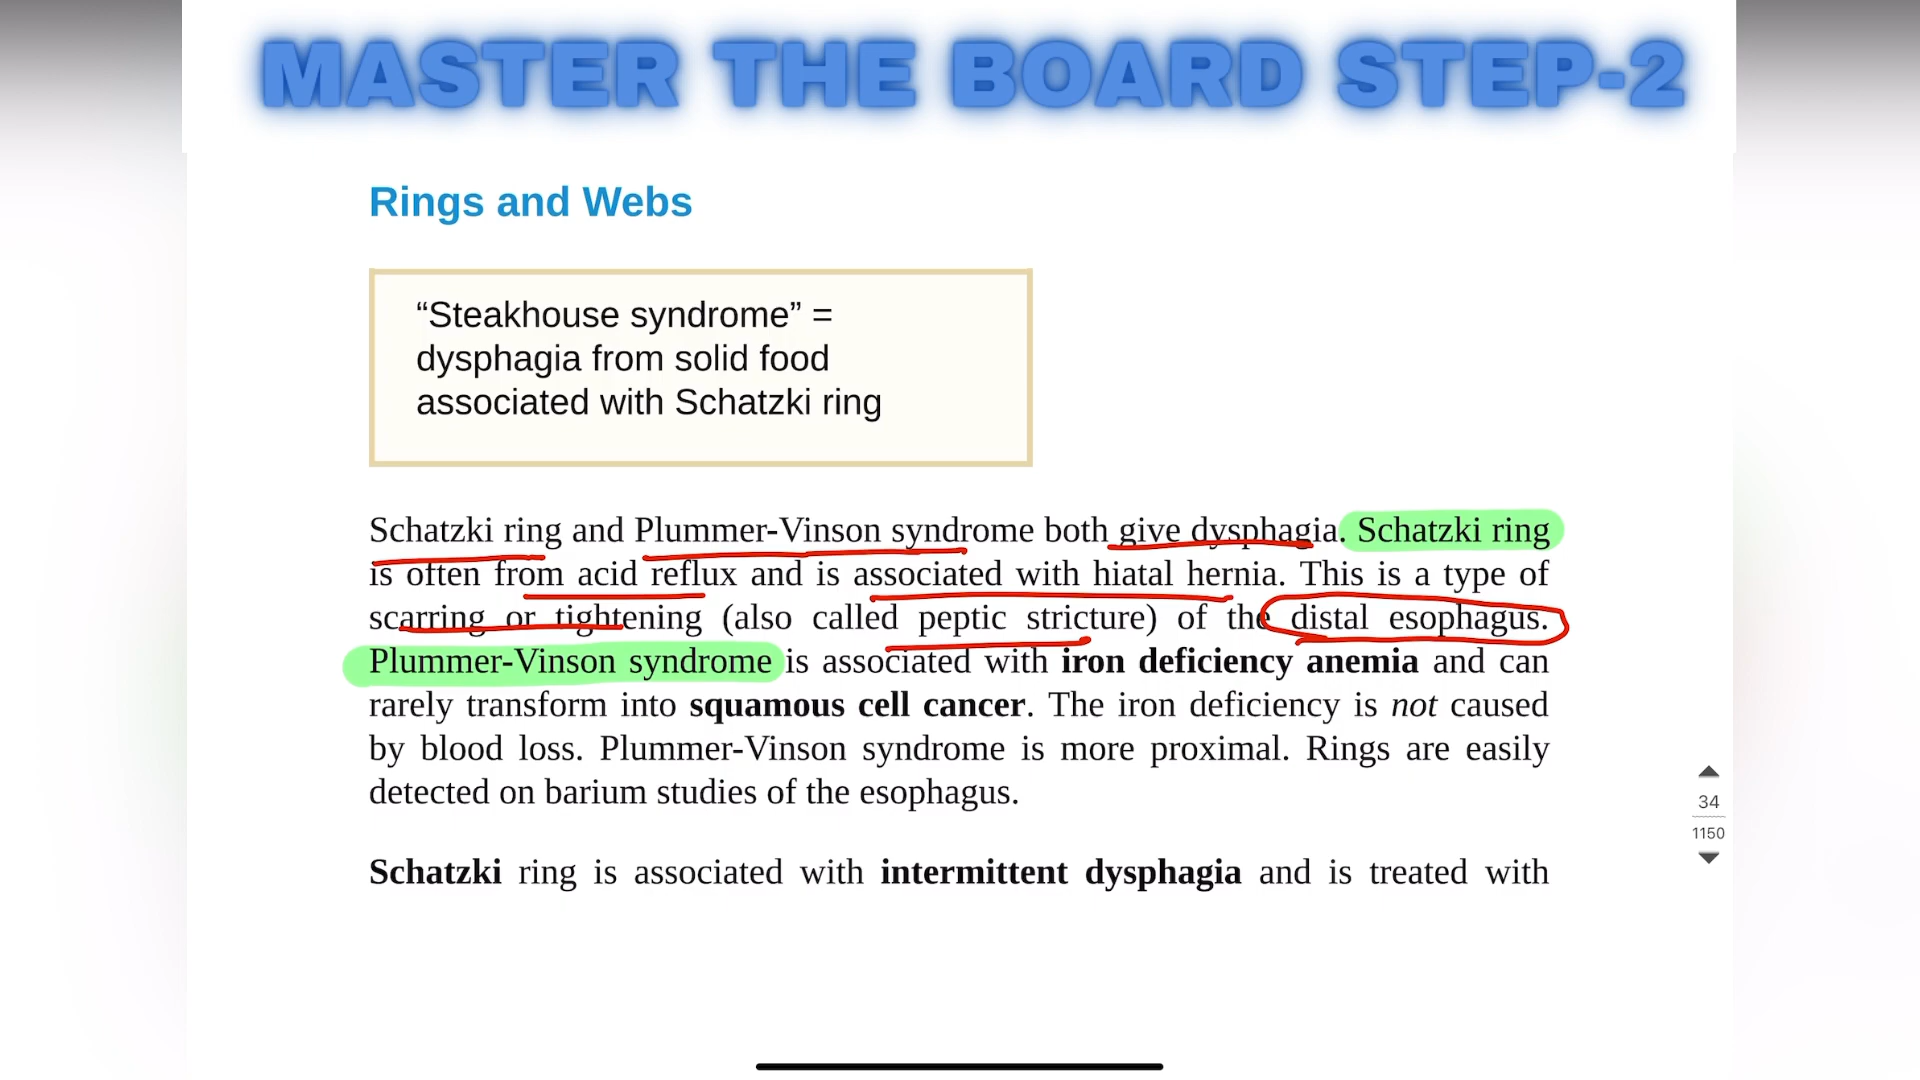 MASTER THE BOARD STEP-2
Rings and Webs
“Steakhouse syndrome” =
dysphagia from solid food
associated with Schatzki ring
Schatzki ring and Plummer-Vinson syndrome both give dysphagia. Schatzki ring
is often from acid reflux and is associated with hiatal hernia. This is a type of
scarring or tightening (also called peptic stricture) of the distal esophagus.
Plummer-Vinson syndrome is associated with iron deficiency anemia and can
rarely transform into squamous cell cancer. The iron deficiency is not caused
by blood loss. Plummer-Vinson syndrome is more proximal. Rings are easily
detected on barium studies of the esophagus.
Schatzki ring is associated with intermittent dysphagia and is treated with
34
1150